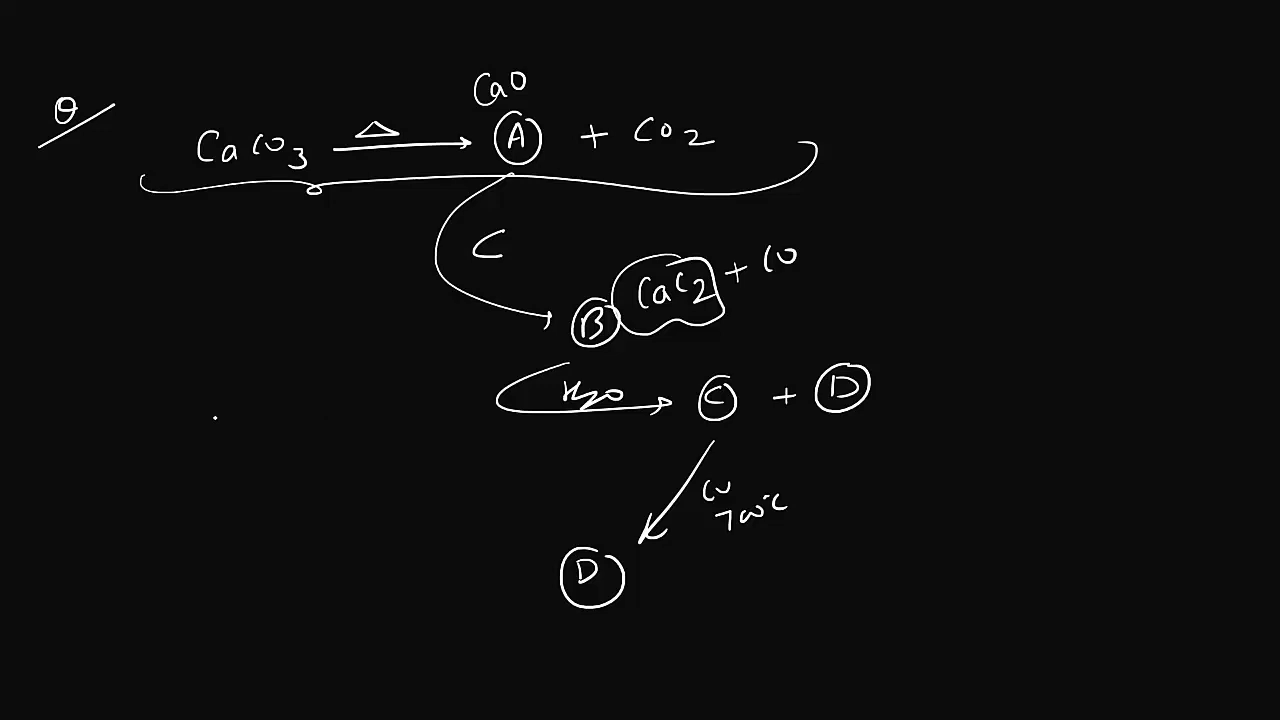 Q
CaO
CaCO3 Δ → A + CO2
C
B CaC2 + CO
H2O → C + D
Cu
700°C
D